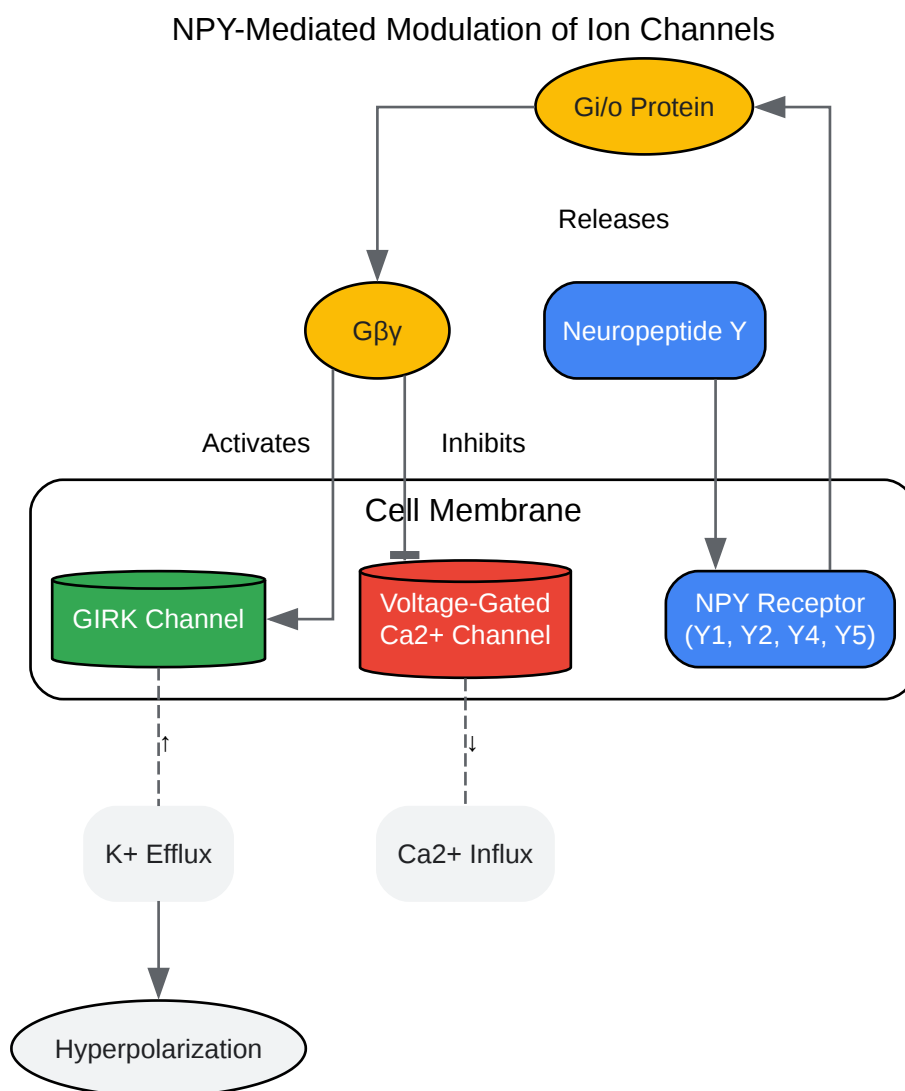 NPY-Mediated Modulation of Ion Channels
Gi/o Protein
Releases
Gβγ
Neuropeptide Y
Activates
Inhibits
Cell Membrane
GIRK Channel
Voltage-Gated
Ca2+ Channel
NPY Receptor
(Y1, Y2, Y4, Y5)
↑
↓
K+ Efflux
Ca2+ Influx
Hyperpolarization